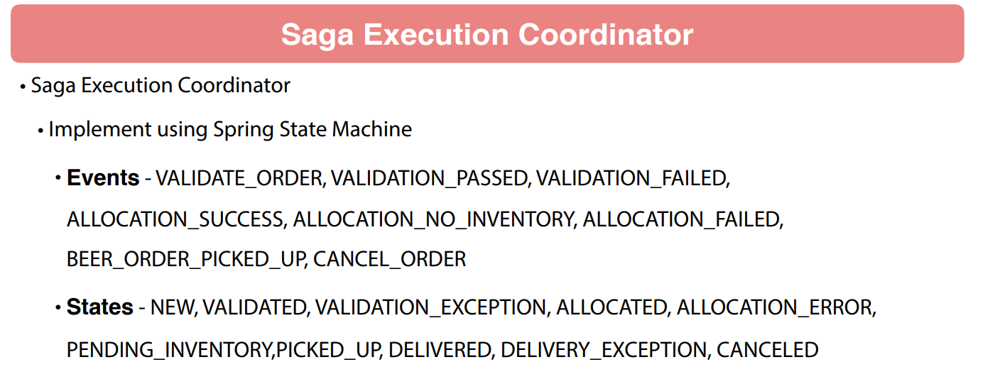 Saga Execution Coordinator
• Saga Execution Coordinator
• Implement using Spring State Machine
• Events - VALIDATE_ORDER, VALIDATION_PASSED, VALIDATION_FAILED,
ALLOCATION_SUCCESS, ALLOCATION_NO_INVENTORY, ALLOCATION_FAILED,
BEER_ORDER_PICKED_UP, CANCEL_ORDER
• States - NEW, VALIDATED, VALIDATION_EXCEPTION, ALLOCATED, ALLOCATION_ERROR,
PENDING_INVENTORY,PICKED_UP, DELIVERED, DELIVERY_EXCEPTION, CANCELED